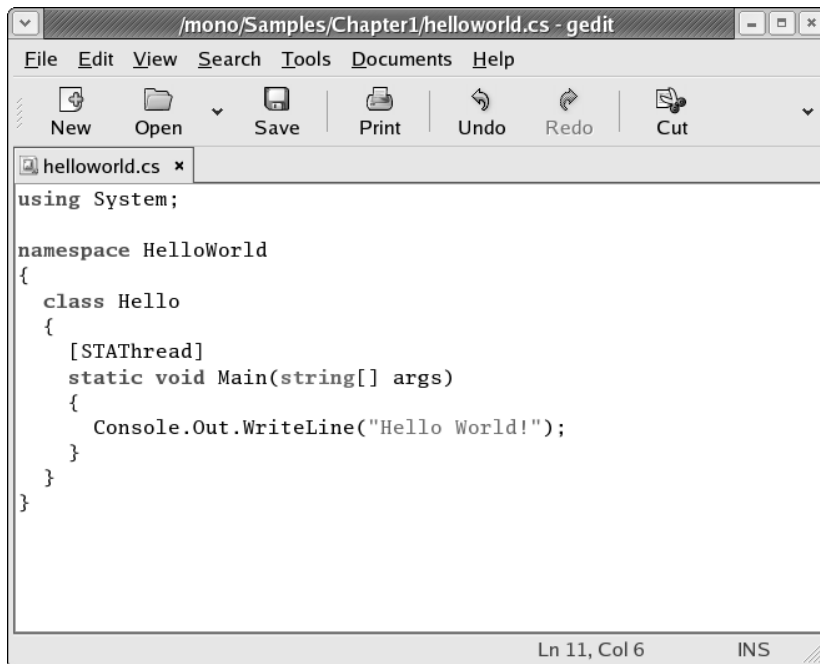 /mono/Samples/Chapter1/helloworld.cs - gedit
File Edit View Search Tools Documents Help
New Open Save Print Undo Redo Cut
helloworld.cs ×
using System;

namespace HelloWorld
{
  class Hello
  {
    [STAThread]
    static void Main(string[] args)
    {
      Console.Out.WriteLine("Hello World!");
    }
  }
}
Ln 11, Col 6 INS